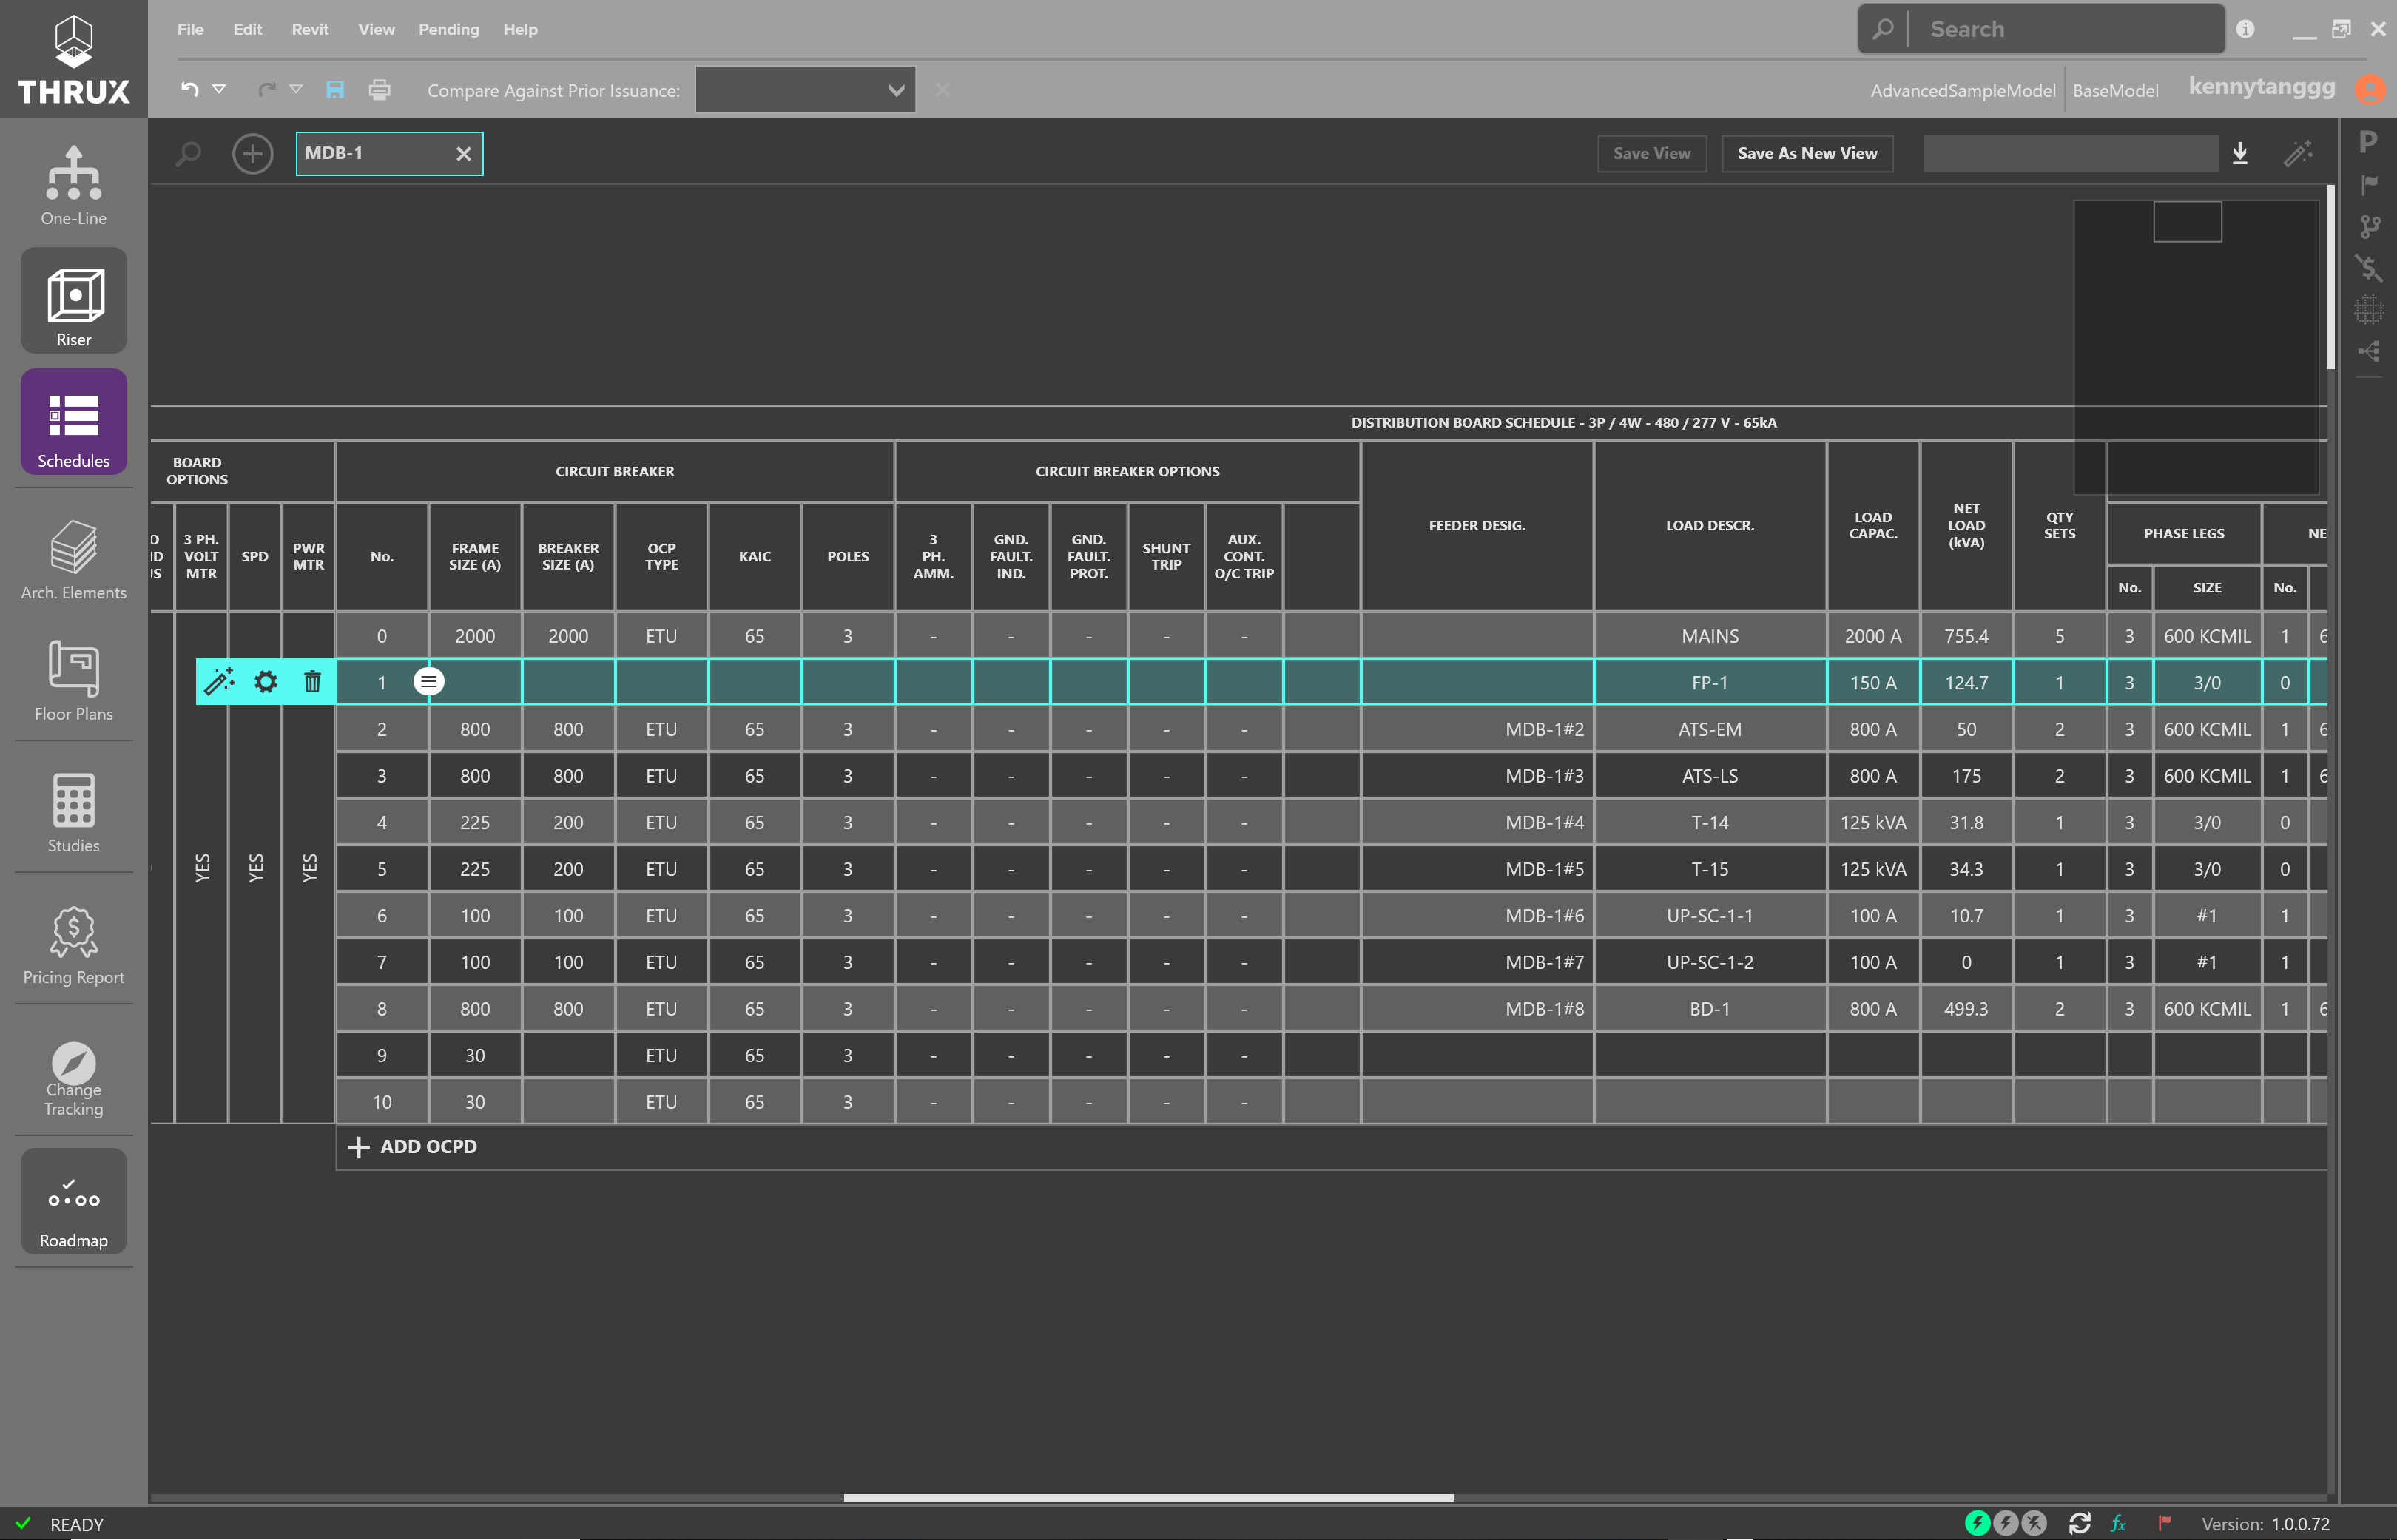 File Edit Revit View Pending Help
Search
THRUX
Compare Against Prior Issuance:
AdvancedSampleModel BaseModel kennytanggg
MDB-1
Save View Save As New View
P
One-Line
Riser
Schedules
Arch. Elements
Floor Plans
Studies
Pricing Report
Change
Tracking
Roadmap
DISTRIBUTION BOARD SCHEDULE - 3P / 4W - 480 / 277 V - 65kA
BOARD
OPTIONS
CIRCUIT BREAKER
CIRCUIT BREAKER OPTIONS
FEEDER DESIG.
LOAD DESCR.
LOAD
CAPAC.
NET
LOAD
(kVA)
QTY
SETS
PHASE LEGS
NE
3 PH.
VOLT
MTR
SPD
PWR
MTR
No.
FRAME
SIZE (A)
BREAKER
SIZE (A)
OCP
TYPE
KAIC
POLES
3
PH.
AMM.
GND.
FAULT.
IND.
GND.
FAULT.
PROT.
SHUNT
TRIP
AUX.
CONT.
O/C TRIP
No. SIZE No.
0 2000 2000 ETU 65 3 - - - - - MAINS 2000 A 755.4 5 3 600 KCMIL 1 6
1 FP-1 150 A 124.7 1 3 3/0 0
2 800 800 ETU 65 3 - - - - - MDB-1#2 ATS-EM 800 A 50 2 3 600 KCMIL 1 6
3 800 800 ETU 65 3 - - - - - MDB-1#3 ATS-LS 800 A 175 2 3 600 KCMIL 1 6
4 225 200 ETU 65 3 - - - - - MDB-1#4 T-14 125 kVA 31.8 1 3 3/0 0
5 225 200 ETU 65 3 - - - - - MDB-1#5 T-15 125 kVA 34.3 1 3 3/0 0
6 100 100 ETU 65 3 - - - - - MDB-1#6 UP-SC-1-1 100 A 10.7 1 3 #1 1
7 100 100 ETU 65 3 - - - - - MDB-1#7 UP-SC-1-2 100 A 0 1 3 #1 1
8 800 800 ETU 65 3 - - - - - MDB-1#8 BD-1 800 A 499.3 2 3 600 KCMIL 1 6
9 30 ETU 65 3 - - - - -
10 30 ETU 65 3 - - - - -
YES YES YES
ADD OCPD
READY
fx
Version: 1.0.0.72